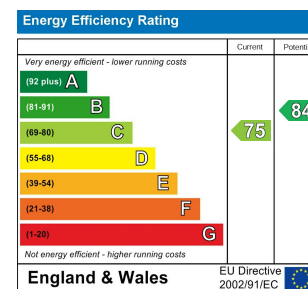 Energy Efficiency Rating
Current Potenti
Very energy efficient - lower running costs
(92 plus) A
(81-91) B
84
(69-80) C
75
(55-68) D
(39-54) E
(21-38) F
(1-20) G
Not energy efficient - higher running costs
England & Wales
EU Directive
2002/91/EC